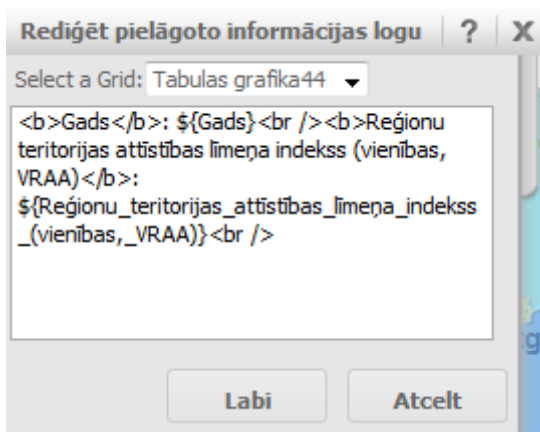 Rediģēt pielāgoto informācijas logu ? X
Select a Grid: Tabulas grafika44
<b>Gads</b>: ${Gads}<br /><b>Reģionu
teritorijas attīstības līmeņa indekss (vienības,
VRAA)</b>:
${Reģionu_teritorijas_attīstības_līmeņa_indekss
_(vienības,_VRAA)}<br />
Labi Atcelt